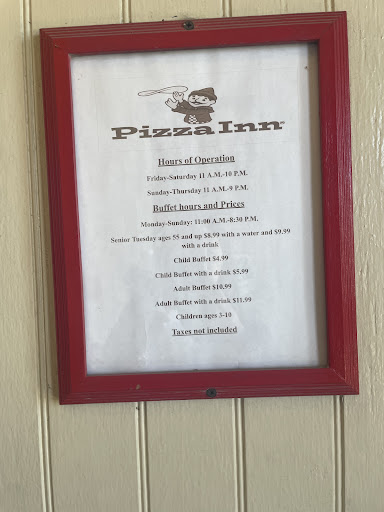 Pizza Inn
Hours of Operation
Friday-Saturday 11 A.M.-10 P.M.
Sunday-Thursday 11 A.M.-9 P.M.
Buffet hours and Prices
Monday-Sunday: 11:00 A.M.-8:30 P.M.
Senior Tuesday ages 55 and up $8.99 with a water and $9.99
with a drink
Child Buffet $4.99
Child Buffet with a drink $5.99
Adult Buffet $10.99
Adult Buffet with a drink $11.99
Children ages 3-10
Taxes not included